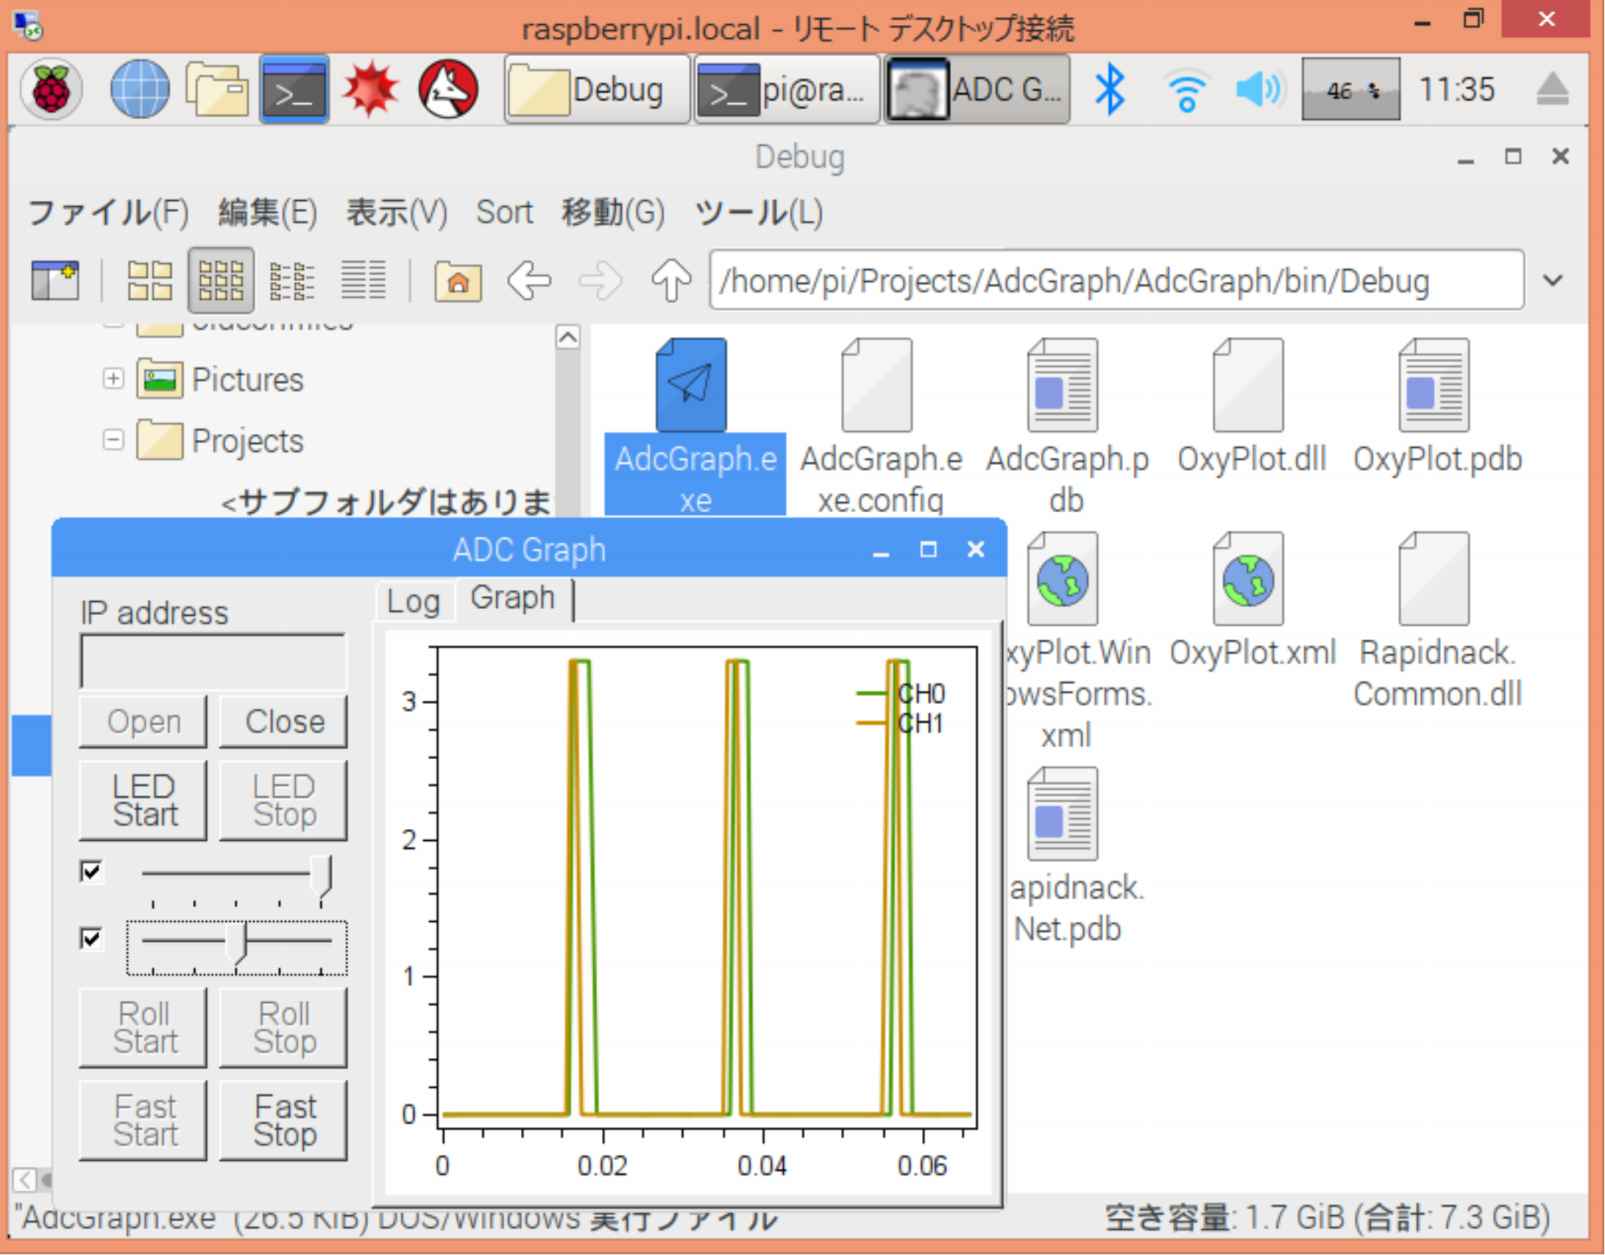 raspberrypi.local - リモート デスクトップ接続
Debug
pi@ra...
ADC G...
46 %
11:35
Debug
ファイル(F) 編集(E) 表示(V) Sort 移動(G) ツール(L)
/home/pi/Projects/AdcGraph/AdcGraph/bin/Debug
Pictures
Projects
<サブフォルダはありま
AdcGraph.e
xe
AdcGraph.e
xe.config
AdcGraph.p
db
OxyPlot.dll
OxyPlot.pdb
xyPlot.Win
owsForms.
xml
OxyPlot.xml
Rapidnack.
Common.dll
apidnack.
Net.pdb
ADC Graph
IP address
Open
Close
LED
Start
LED
Stop
Roll
Start
Roll
Stop
Fast
Start
Fast
Stop
Log
Graph
CH0
CH1
3
2
1
0
0 0.02 0.04 0.06
"AdcGraph.exe" (26.5 KiB) DOS/Windows 実行ファイル
空き容量: 1.7 GiB (合計: 7.3 GiB)